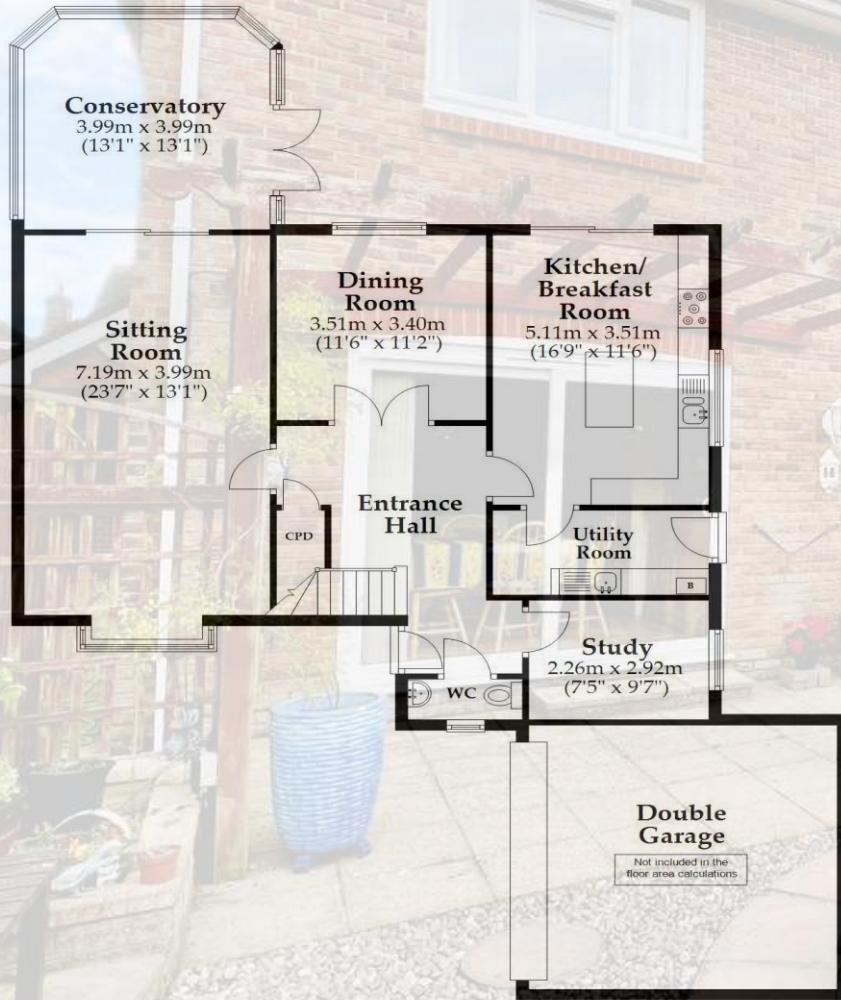 Conservatory
3.99m x 3.99m
(13'1" x 13'1")
Dining
Room
3.51m x 3.40m
(11'6" x 11'2")
Kitchen/
Breakfast
Room
5.11m x 3.51m
(16'9" x 11'6")
Sitting
Room
7.19m x 3.99m
(23'7" x 13'1")
Entrance
Hall
CPD
Utility
Room
B
Study
2.26m x 2.92m
(7'5" x 9'7")
WC
Double
Garage
Not included in the
floor area calculations